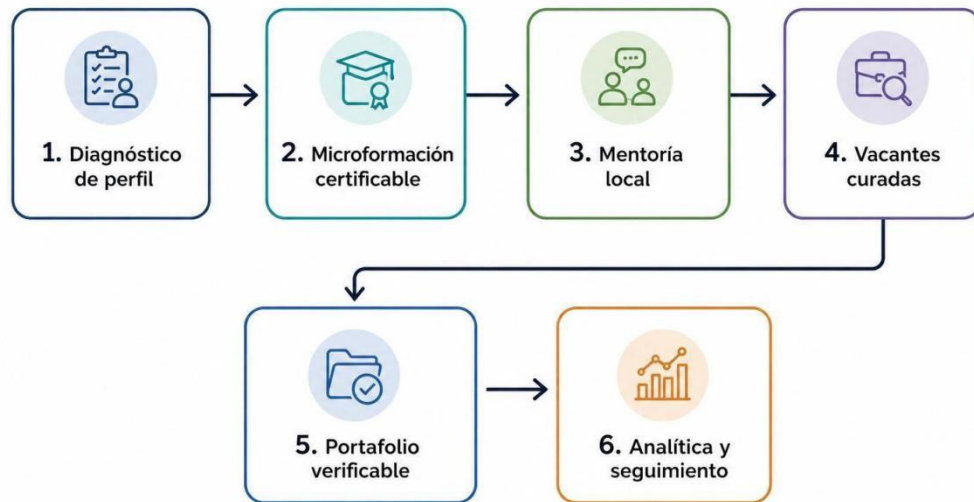 1. Diagnóstico
de perfil
2. Microformación
certificable
3. Mentoría
local
4. Vacantes
curadas
5. Portafolio
verificable
6. Analítica y
seguimiento